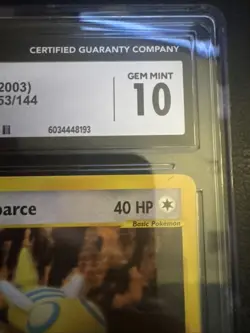 CERTIFIED GUARANTY COMPANY
2003)
53/144
GEM MINT
10
6034448193
parce 40 HP
Basic Pokémon